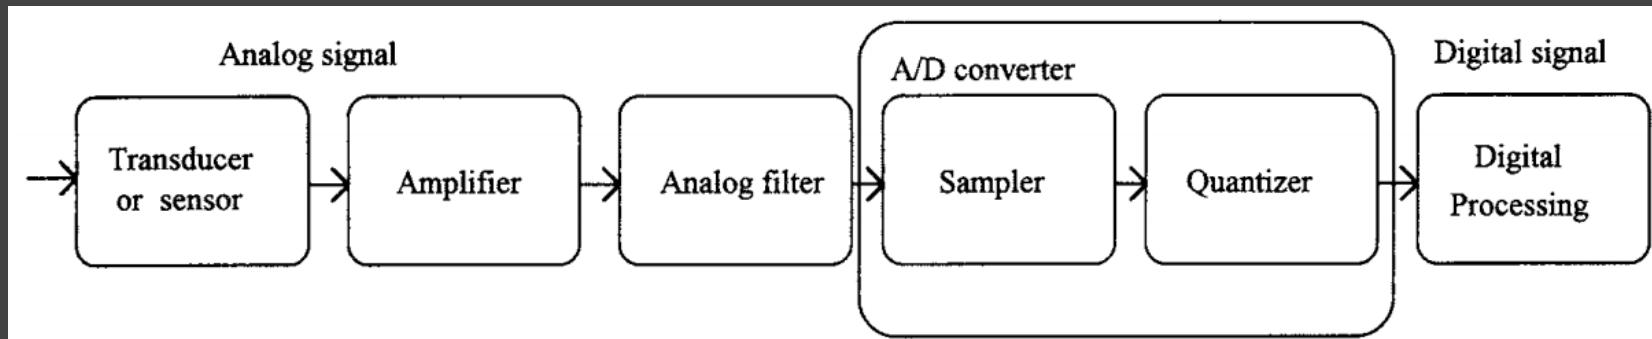 Analog signal
A/D converter
Digital signal
Transducer
or sensor
Amplifier
Analog filter
Sampler
Quantizer
Digital
Processing